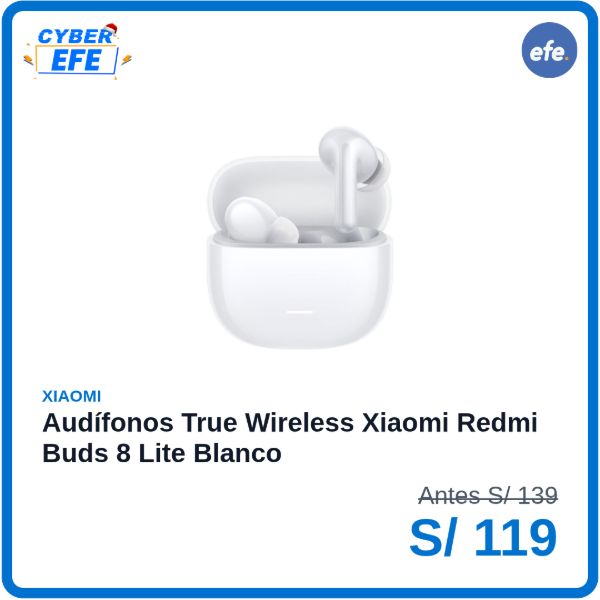 CYBER
EFE
efe.
XIAOMI
Audífonos True Wireless Xiaomi Redmi
Buds 8 Lite Blanco
Antes S/ 139
S/ 119